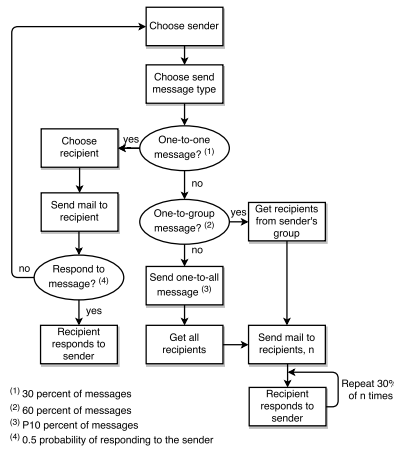 Choose sender
Choose send
message type
One-to-one
message? (1)
yes
Choose
recipient
no
Send mail to
recipient
One-to-group
message? (2)
yes
Get recipients
from sender's
group
no
Respond to
message? (4)
no
Send one-to-all
message (3)
yes
Recipient
responds to
sender
Get all
recipients
Send mail to
recipients, n
Repeat 30%
of n times
Recipient
responds to
sender
(1) 30 percent of messages
(2) 60 percent of messages
(3) P10 percent of messages
(4) 0.5 probability of responding to the sender